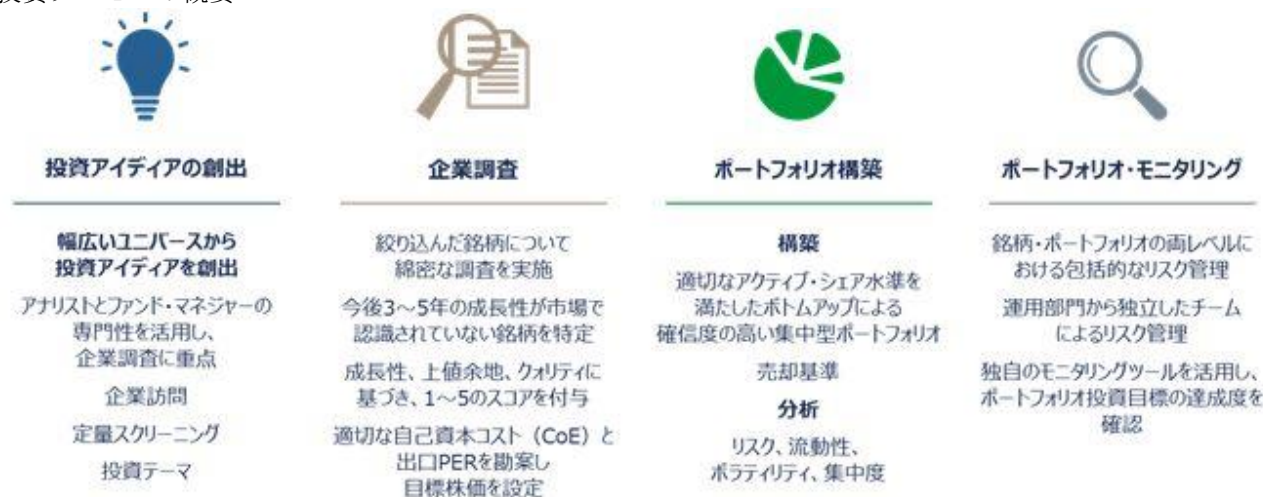 投資アイディアの創出
幅広いユニバースから
投資アイディアを創出
アナリストとファンド・マネジャーの
専門性を活用し、
企業調査に重点
企業訪問
定量スクリーニング
投資テーマ
企業調査
絞り込んだ銘柄について
綿密な調査を実施
今後3～5年の成長性が市場で
認識されていない銘柄を特定
成長性、上値余地、クォリティに
基づき、1～5のスコアを付与
適切な自己資本コスト（CoE）と
出口PERを勘案し
目標株価を設定
ポートフォリオ構築
構築
適切なアクティブ・シェア水準を
満たしたボトムアップによる
確信度の高い集中型ポートフォリオ
売却基準
分析
リスク、流動性、
ボラティリティ、集中度
ポートフォリオ・モニタリング
銘柄・ポートフォリオの両レベルに
おける包括的なリスク管理
運用部門から独立したチーム
によるリスク管理
独自のモニタリングツールを活用し、
ポートフォリオ投資目標の達成度を
確認